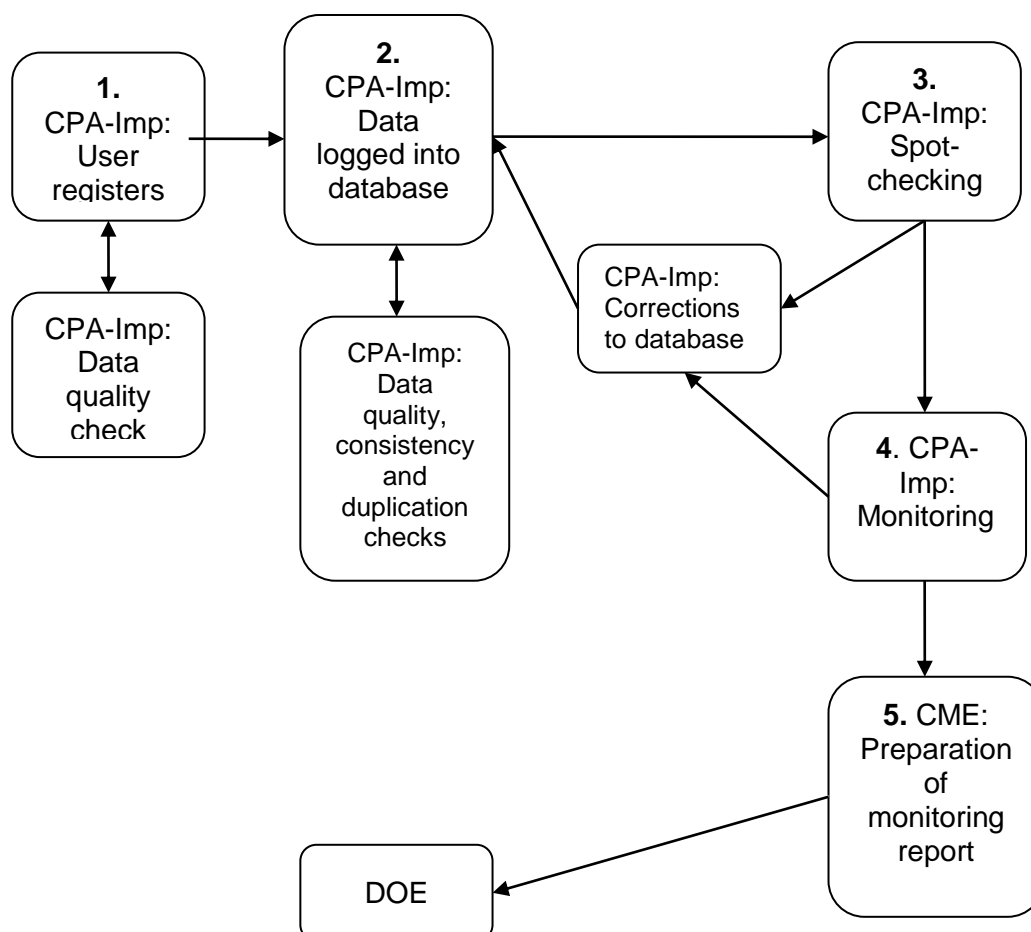 1.
CPA-Imp:
User
registers
2.
CPA-Imp:
Data
logged into
database
3.
CPA-Imp:
Spot-
checking
CPA-Imp:
Data
quality
check
CPA-Imp:
Data
quality,
consistency
and
duplication
checks
CPA-Imp:
Corrections
to database
4. CPA-
Imp:
Monitoring
5. CME:
Preparation
of
monitoring
report
DOE